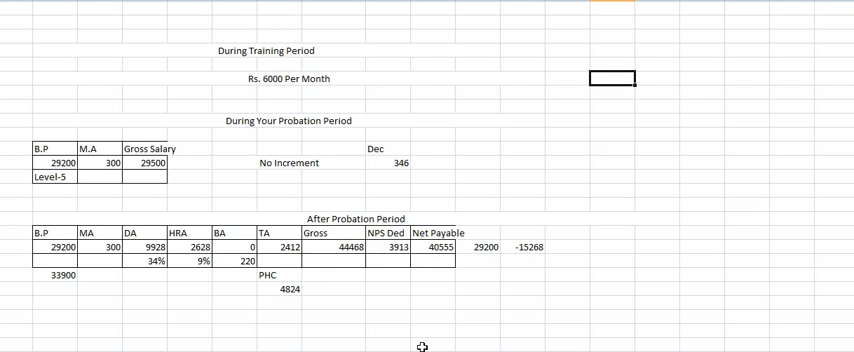 During Training Period
Rs. 6000 Per Month
During Your Probation Period
B.P M.A Gross Salary Dec
29200 300 29500 No Increment 346
Level-5
After Probation Period
B.P MA DA HRA BA TA Gross NPS Ded Net Payable
29200 300 9928 2628 0 2412 44468 3913 40555 29200 -15268
34% 9% 220
33900 PHC
4824